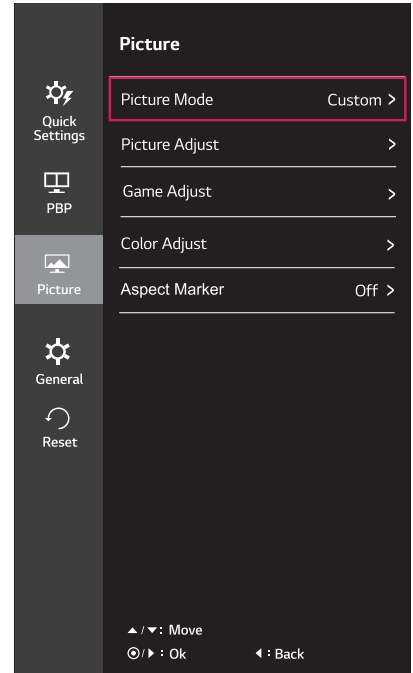 Picture
Quick
Settings
PBP
Picture
General
Reset
Picture Mode Custom >
Picture Adjust >
Game Adjust >
Color Adjust >
Aspect Marker Off >
▲/▼: Move
◉/▶ : Ok ◀ : Back